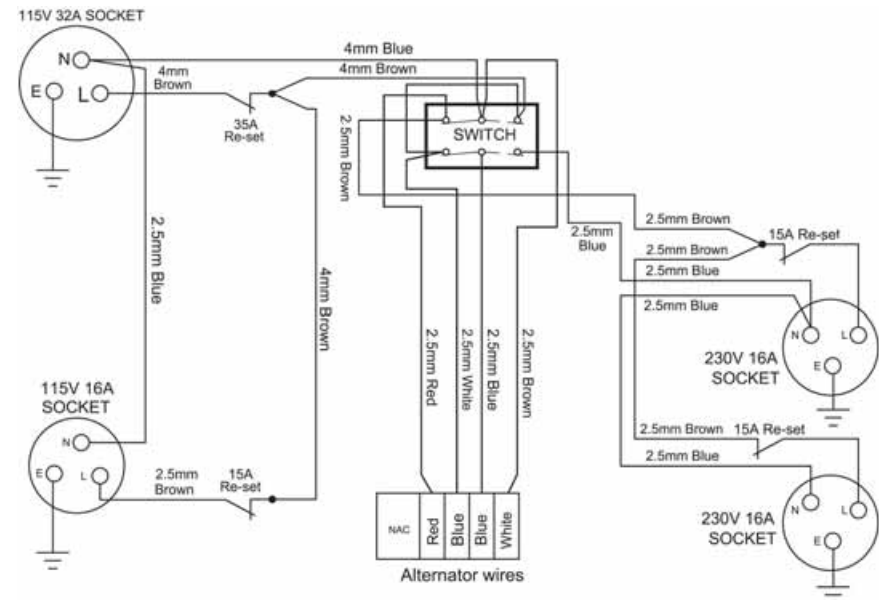 115V 32A SOCKET
N
E
L
4mm
Brown
35A
Re-set
4mm Blue
4mm Brown
SWITCH
2.5mm Brown
2.5mm Blue
4mm Brown
2.5mm
Blue
2.5mm Brown
2.5mm Brown
2.5mm Blue
2.5mm Blue
15A Re-set
N
L
E
230V 16A
SOCKET
2.5mm Red
2.5mm White
2.5mm Blue
2.5mm Brown
115V 16A
SOCKET
N
E
L
2.5mm
Brown
15A
Re-set
2.5mm Brown
15A Re-set
2.5mm Blue
N
L
E
230V 16A
SOCKET
NAC
Red
Blue
Blue
White
Alternator wires